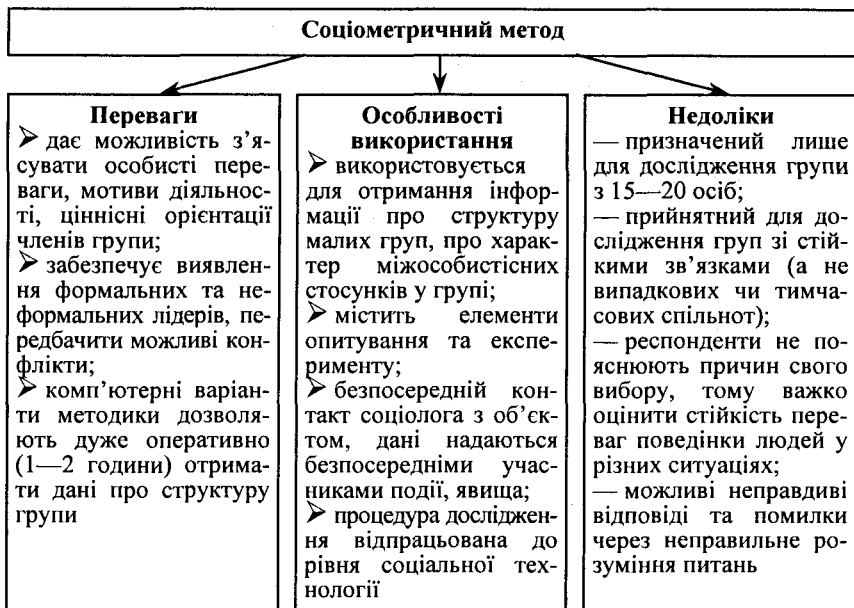 Соціометричний метод
Переваги
➢ дає можливість з’я-
сувати особисті пере-
ваги, мотиви діяльнос-
ті, ціннісні орієнтації
членів групи;
➢ забезпечує виявлен-
ня формальних та не-
формальних лідерів, пе-
редбачити можливі кон-
флікти;
➢ комп’ютерні варіан-
ти методики дозволя-
ють дуже оперативно
(1—2 години) отрима-
ти дані про структуру
групи
Особливості
використання
➢ використовується
для отримання інфор-
мації про структуру
малих груп, про харак-
тер міжособистісних
стосунків у групі;
➢ містить елементи
опитування та експе-
рименту;
➢ безпосередній кон-
такт соціолога з об’єк-
том, дані надаються
безпосередніми учас-
никами події, явища;
➢ процедура досліджен-
ня відпрацьована до
рівня соціальної тех-
нології
Недоліки
— призначений лише
для дослідження групи
з 15—20 осіб;
— прийнятний для до-
слідження груп зі стій-
кими зв’язками (а не
випадкових чи тимча-
сових спільнот);
— респонденти не по-
яснюють причин свого
вибору, тому важко
оцінити стійкість пере-
ваг поведінки людей у
різних ситуаціях;
— можливі неправдиві
відповіді та помилки
через неправильне ро-
зуміння питань